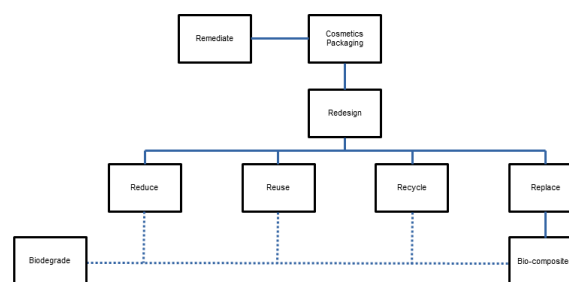 Remediate
Cosmetics
Packaging
Redesign
Reduce
Reuse
Recycle
Replace
Biodegrade
Bio-composite